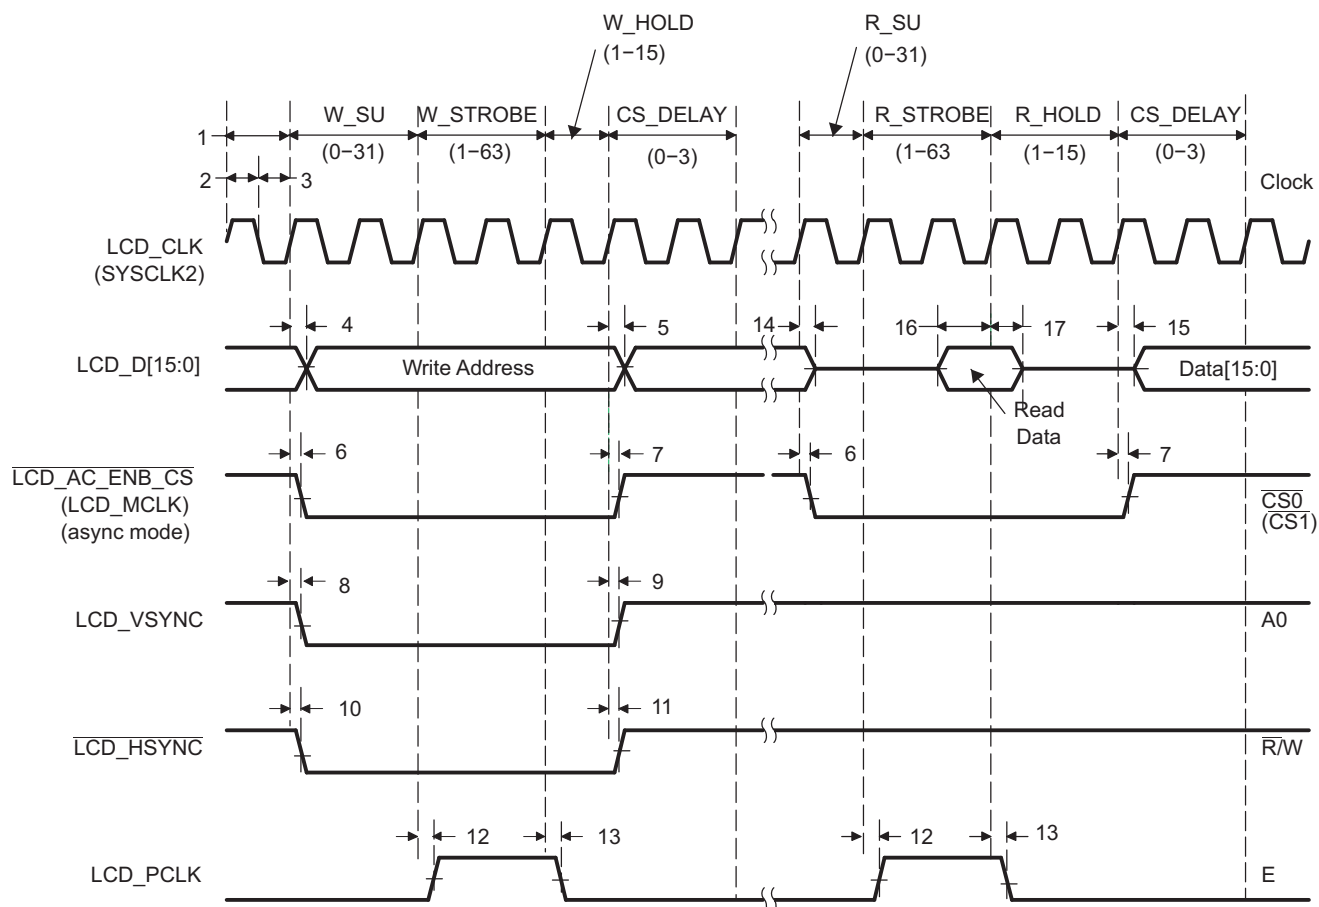 W_HOLD
(1−15)
R_SU
(0−31)
W_SU
W_STROBE
CS_DELAY
R_STROBE
R_HOLD
CS_DELAY
1
(0−31)
(1−63)
(0−3)
(1−63
(1−15)
(0−3)
2
3
Clock
LCD_CLK
(SYSCLK2)
4
5
14
16
17
15
LCD_D[15:0]
Write Address
Data[15:0]
Read
Data
6
7
6
7
LCD_AC_ENB_CS
(LCD_MCLK)
(async mode)
CS0
(CS1)
8
9
LCD_VSYNC
A0
10
11
LCD_HSYNC
R/W
12
13
12
13
LCD_PCLK
E